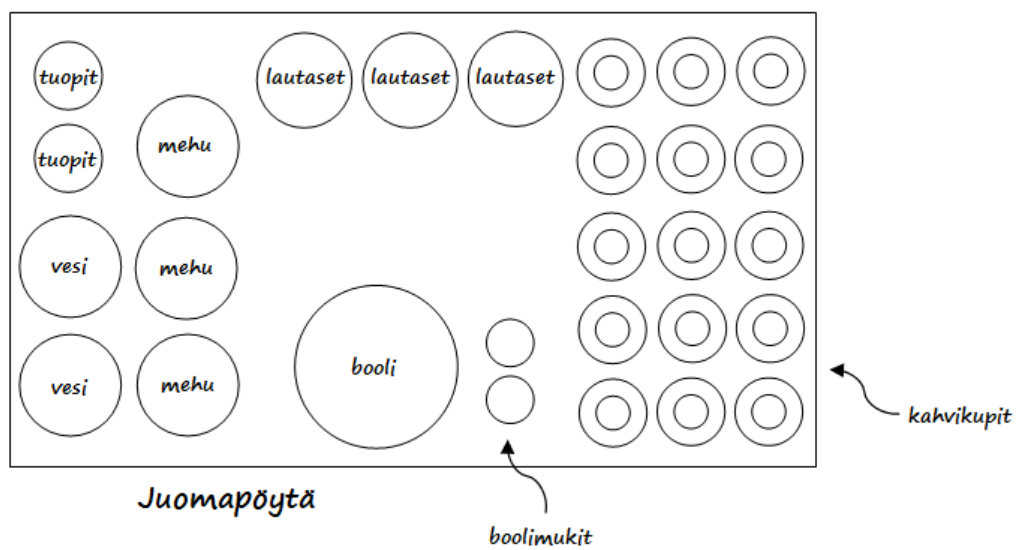 tuopit
lautaset lautaset lautaset
mehu
tuopit
vesi
mehu
booli
vesi
mehu
kahvikupit
Juomapöytä
boolimukit